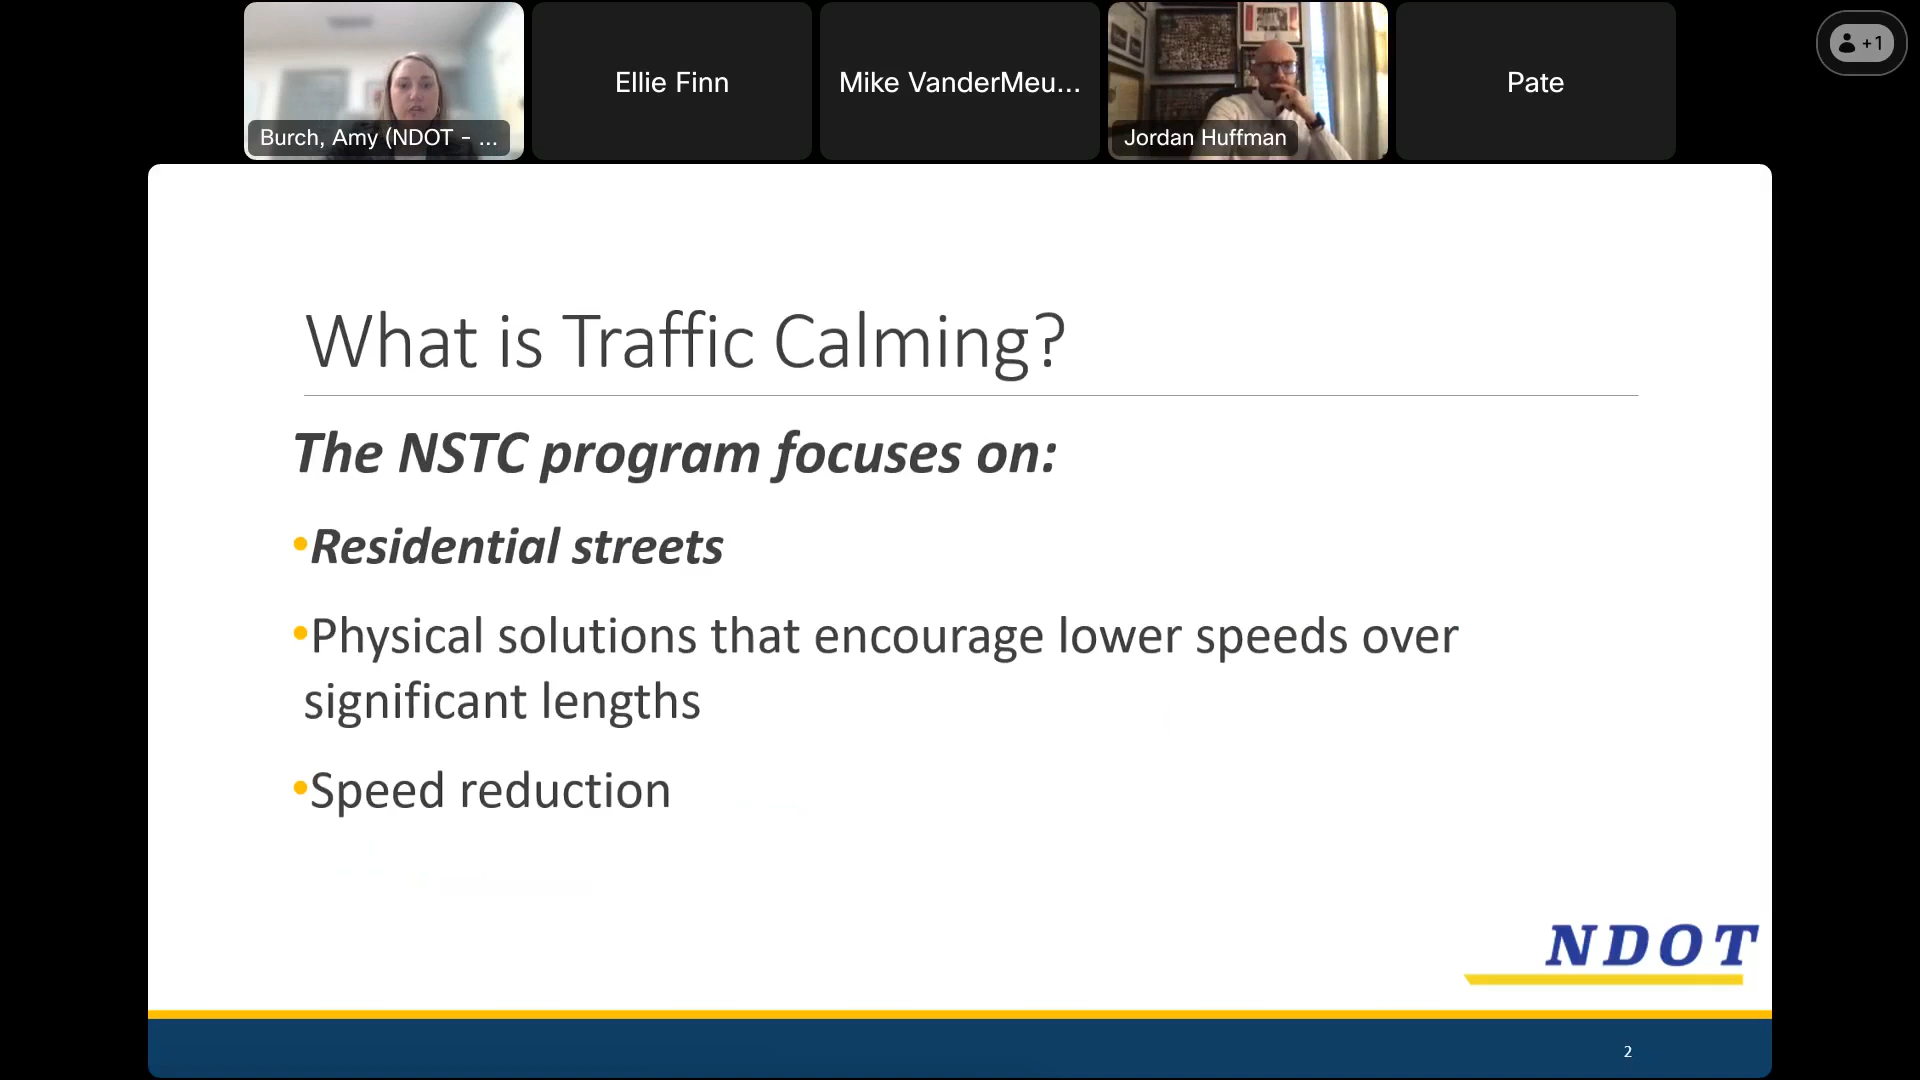 Burch, Amy (NDOT - ...
Ellie Finn
Mike VanderMeu...
Jordan Huffman
Pate
+1
What is Traffic Calming?
The NSTC program focuses on:
•Residential streets
•Physical solutions that encourage lower speeds over
significant lengths
•Speed reduction
NDOT
2